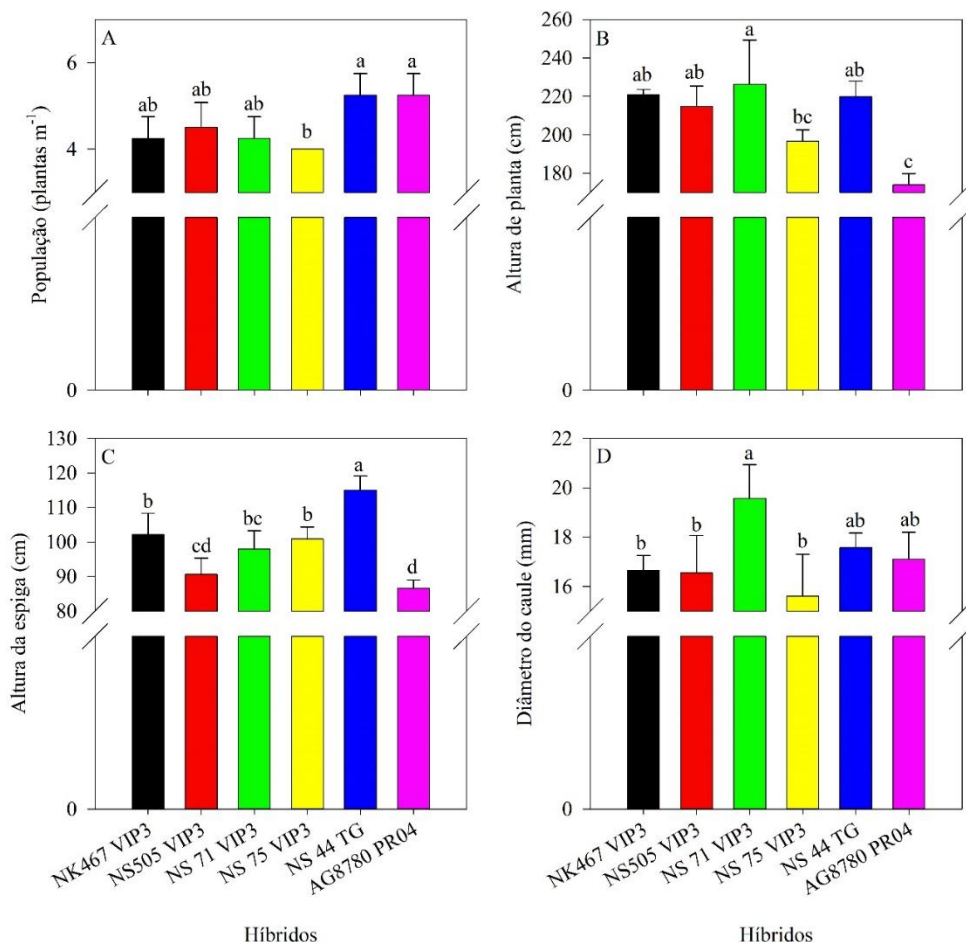 A
População (plantas m⁻¹)
6
4
0
ab
ab
ab
b
a
a
B
Altura de planta (cm)
260
240
220
200
180
0
ab
ab
a
bc
ab
c
C
Altura da espiga (cm)
130
120
110
100
90
80
0
b
cd
bc
b
a
d
NK467 VIP3
NS505 VIP3
NS 71 VIP3
NS 75 VIP3
NS 44 TG
AG8780 PR04
Híbridos
D
Diâmetro do caule (mm)
22
20
18
16
0
b
b
a
b
ab
ab
NK467 VIP3
NS505 VIP3
NS 71 VIP3
NS 75 VIP3
NS 44 TG
AG8780 PR04
Híbridos